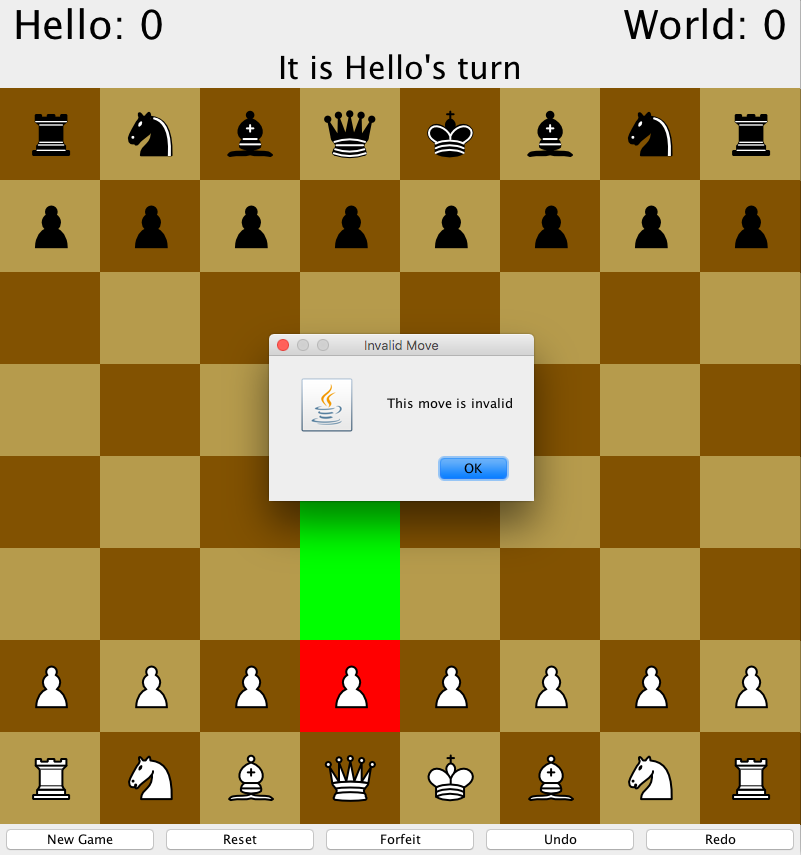 Hello: 0
World: 0
It is Hello's turn
Invalid Move
This move is invalid
OK
New Game
Reset
Forfeit
Undo
Redo